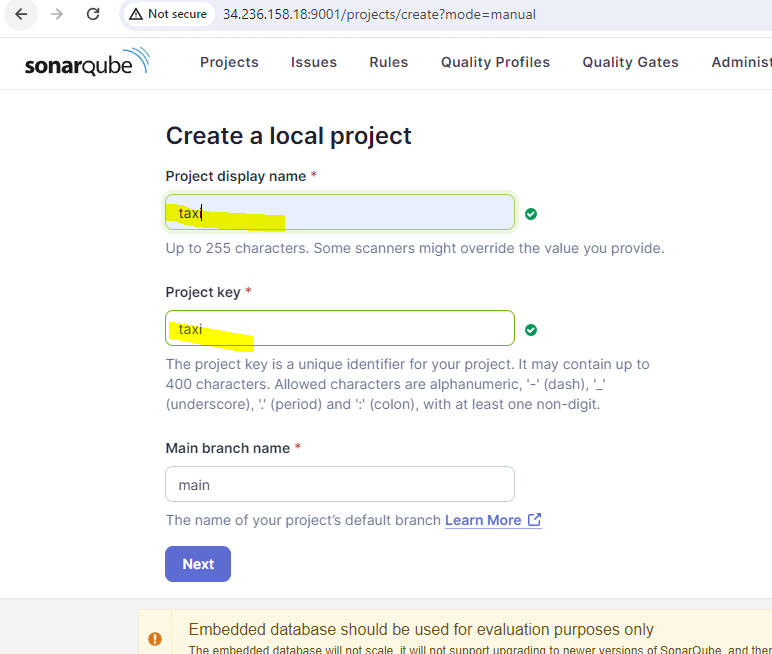 Not secure 34.236.158.18:9001/projects/create?mode=manual
sonarqube Projects Issues Rules Quality Profiles Quality Gates Administ
Create a local project
Project display name *
taxi
Up to 255 characters. Some scanners might override the value you provide.
Project key *
taxi
The project key is a unique identifier for your project. It may contain up to
400 characters. Allowed characters are alphanumeric, '-' (dash), '_'
(underscore), '.' (period) and ':' (colon), with at least one non-digit.
Main branch name *
main
The name of your project's default branch Learn More
Next
Embedded database should be used for evaluation purposes only
The embedded database will not scale, it will not support upgrading to newer versions of SonarQube, and ther